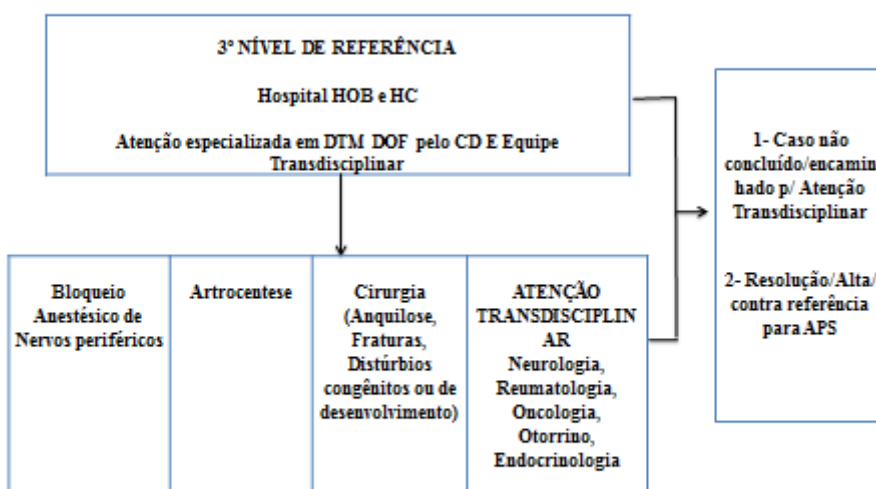 3º NÍVEL DE REFERÊNCIA
Hospital HOB e HC
Atenção especializada em DTM DOF pelo CD E Equipe
Transdisciplinar
Bloqueio
Anestésico de
Nervos periféricos
Artrocentese
Cirurgia
(Anquilose,
Fraturas,
Distúrbios
congênitos ou de
desenvolvimento)
ATENÇÃO
TRANSDISCIPLIN
AR
Neurologia,
Reumatologia,
Oncologia,
Otorrino,
Endocrinologia
1- Caso não
concluído/encamin
hado p/ Atenção
Transdisciplinar
2- Resolução/Alta/
contra referência
para APS